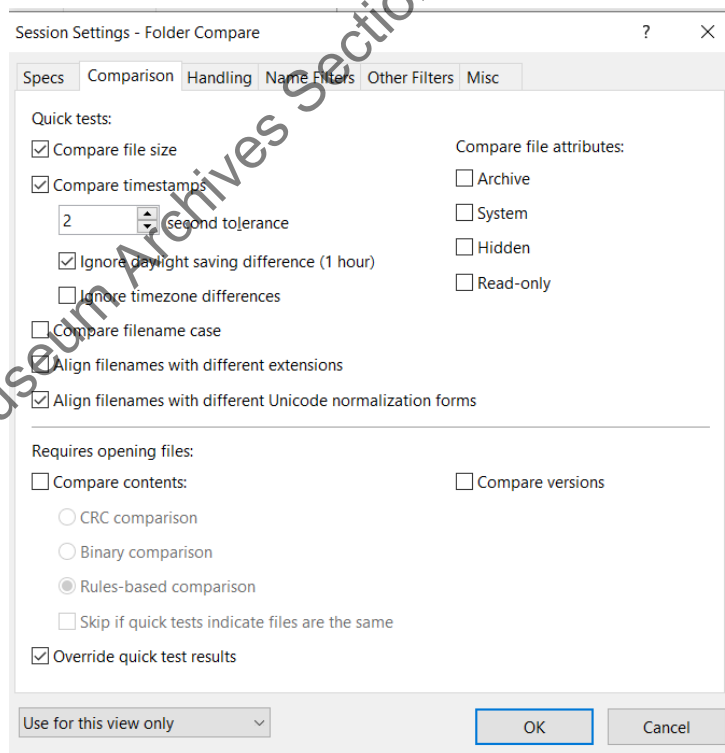 Session Settings - Folder Compare ?
Specs Comparison Handling Name Filters Other Filters Misc
Quick tests:
Compare file size
Compare timestamps
2 second tolerance
Ignore daylight saving difference (1 hour)
Ignore timezone differences
Compare filename case
Align filenames with different extensions
Align filenames with different Unicode normalization forms
Compare file attributes:
Archive
System
Hidden
Read-only
Requires opening files:
Compare contents:
CRC comparison
Binary comparison
Rules-based comparison
Skip if quick tests indicate files are the same
Override quick test results
Compare versions
Use for this view only
OK Cancel
Archives